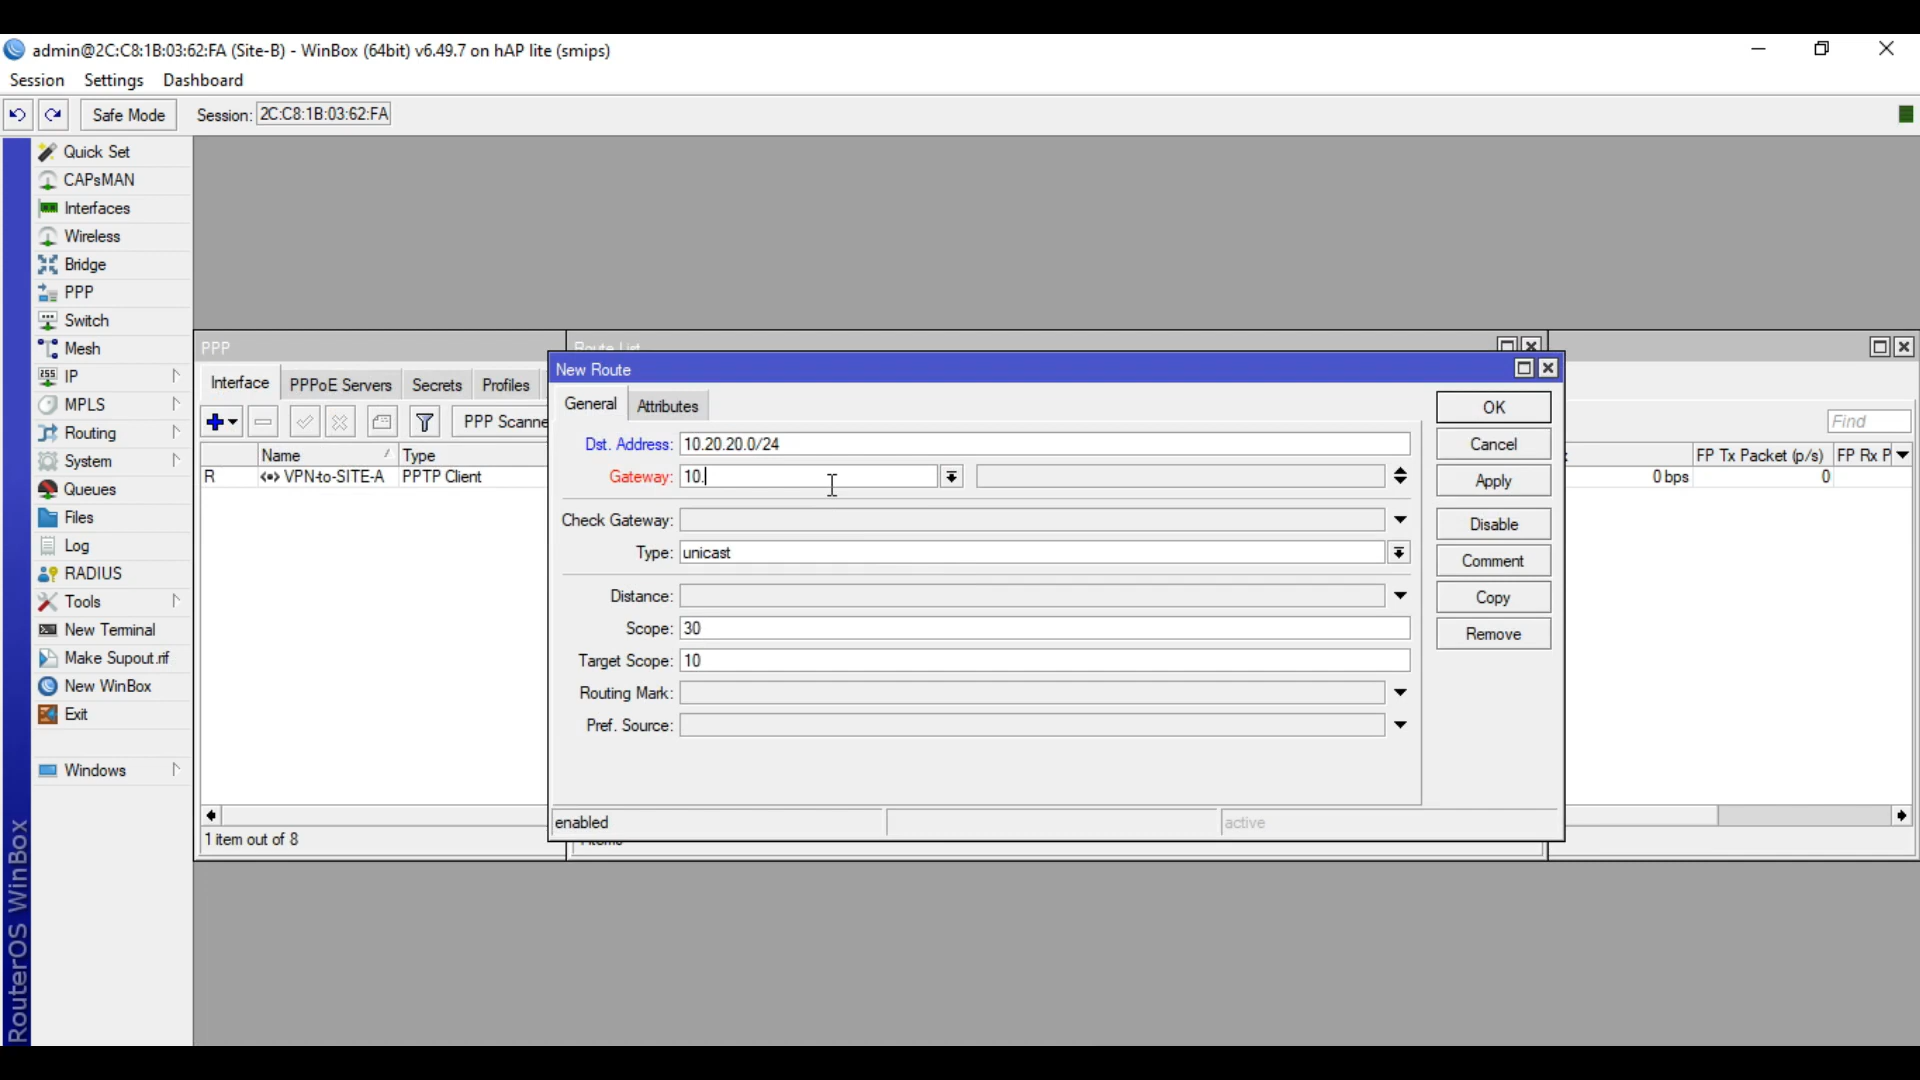 admin@2C:C8:1B:03:62:FA (Site-B) - WinBox (64bit) v6.49.7 on hAP lite (smips)
Session Settings Dashboard
Safe Mode Session: 2C:C8:1B:03:62:FA
Quick Set
CAPsMAN
Interfaces
Wireless
Bridge
PPP
Switch
Mesh
IP
MPLS
Routing
System
Queues
Files
Log
RADIUS
Tools
New Terminal
Make Supout.rif
New WinBox
Exit
Windows
RouterOS WinBox
PPP
Interface PPPoE Servers Secrets Profiles
PPP Scanne
Name Type
R <•> VPN-to-SITE-A PPTP Client
1 item out of 8
Route List
New Route
General Attributes
Dst. Address: 10.20.20.0/24
Gateway: 10.
Check Gateway:
Type: unicast
Distance:
Scope: 30
Target Scope: 10
Routing Mark:
Pref. Source:
enabled active
OK
Cancel
Apply
Disable
Comment
Copy
Remove
Find
FP Tx Packet (p/s) FP Rx P
0 bps 0